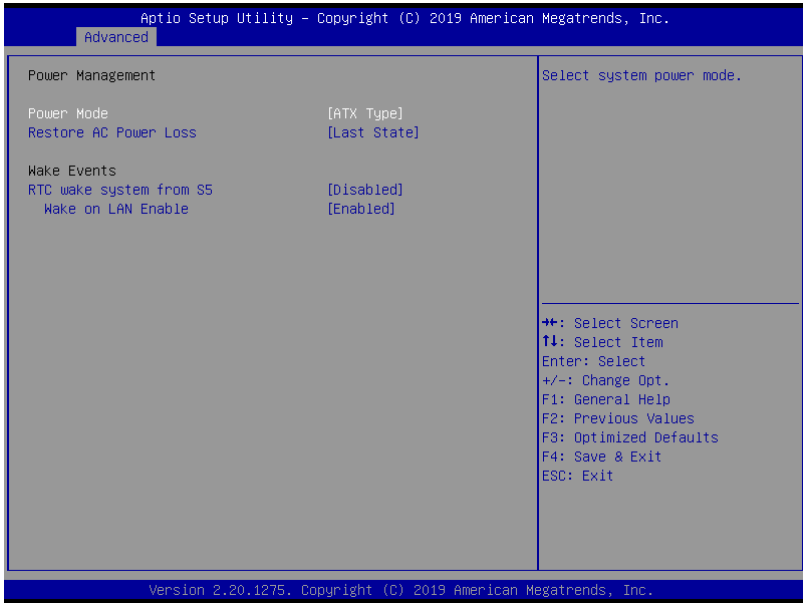 Aptio Setup Utility – Copyright (C) 2019 American Megatrends, Inc.
Advanced
Power Management
Power Mode [ATX Type]
Restore AC Power Loss [Last State]
Wake Events
RTC wake system from S5 [Disabled]
Wake on LAN Enable [Enabled]
Select system power mode.
→←: Select Screen
↑↓: Select Item
Enter: Select
+/-: Change Opt.
F1: General Help
F2: Previous Values
F3: Optimized Defaults
F4: Save & Exit
ESC: Exit
Version 2.20.1275. Copyright (C) 2019 American Megatrends, Inc.